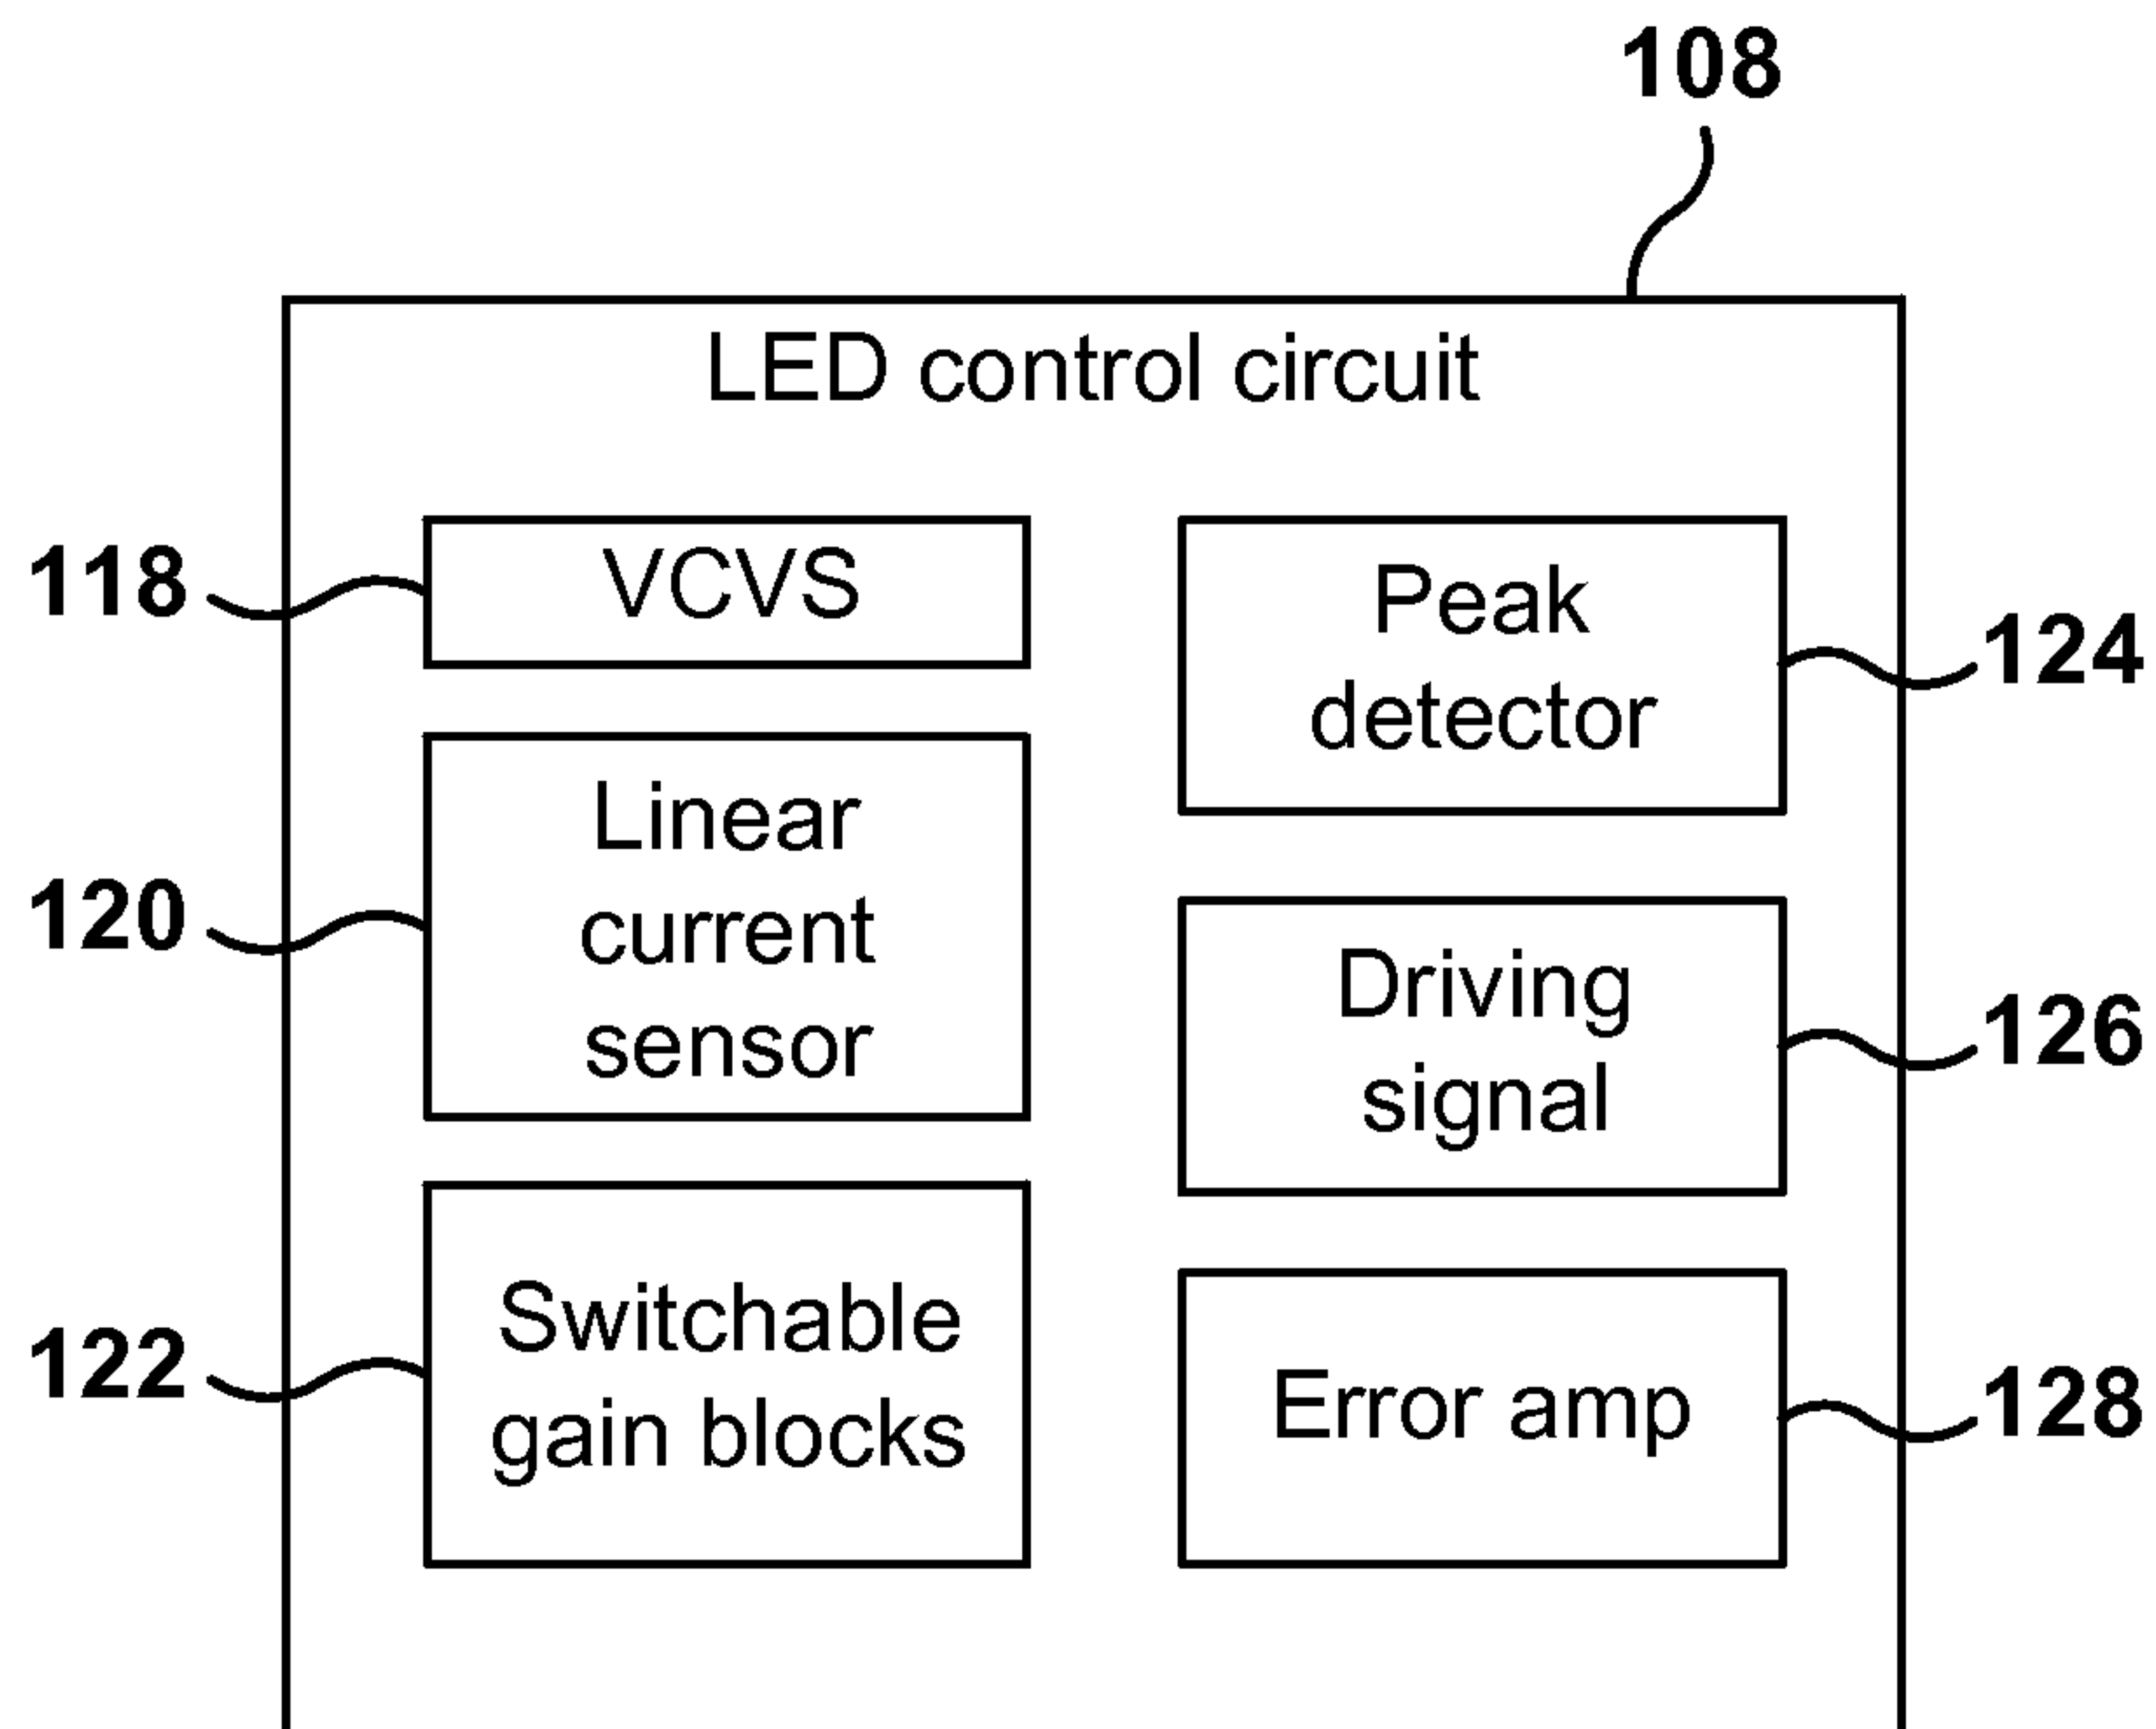 108
LED control circuit
118
VCVS
Peak
detector
124
120
Linear
current
sensor
Driving
signal
126
122
Switchable
gain blocks
Error amp
128